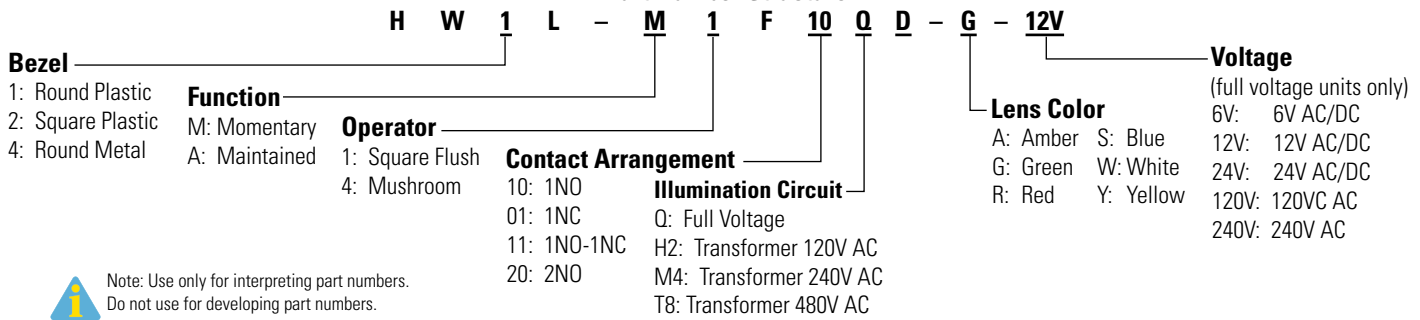 H W 1 L – M 1 F 10 Q D – G – 12V
Bezel
1: Round Plastic
2: Square Plastic
4: Round Metal
Function
M: Momentary
A: Maintained
Operator
1: Square Flush
4: Mushroom
Contact Arrangement
10: 1NO
01: 1NC
11: 1NO-1NC
20: 2NO
Illumination Circuit
Q: Full Voltage
H2: Transformer 120V AC
M4: Transformer 240V AC
T8: Transformer 480V AC
Lens Color
A: Amber S: Blue
G: Green W: White
R: Red Y: Yellow
Voltage
(full voltage units only)
6V: 6V AC/DC
12V: 12V AC/DC
24V: 24V AC/DC
120V: 120VC AC
240V: 240V AC
Note: Use only for interpreting part numbers.
Do not use for developing part numbers.